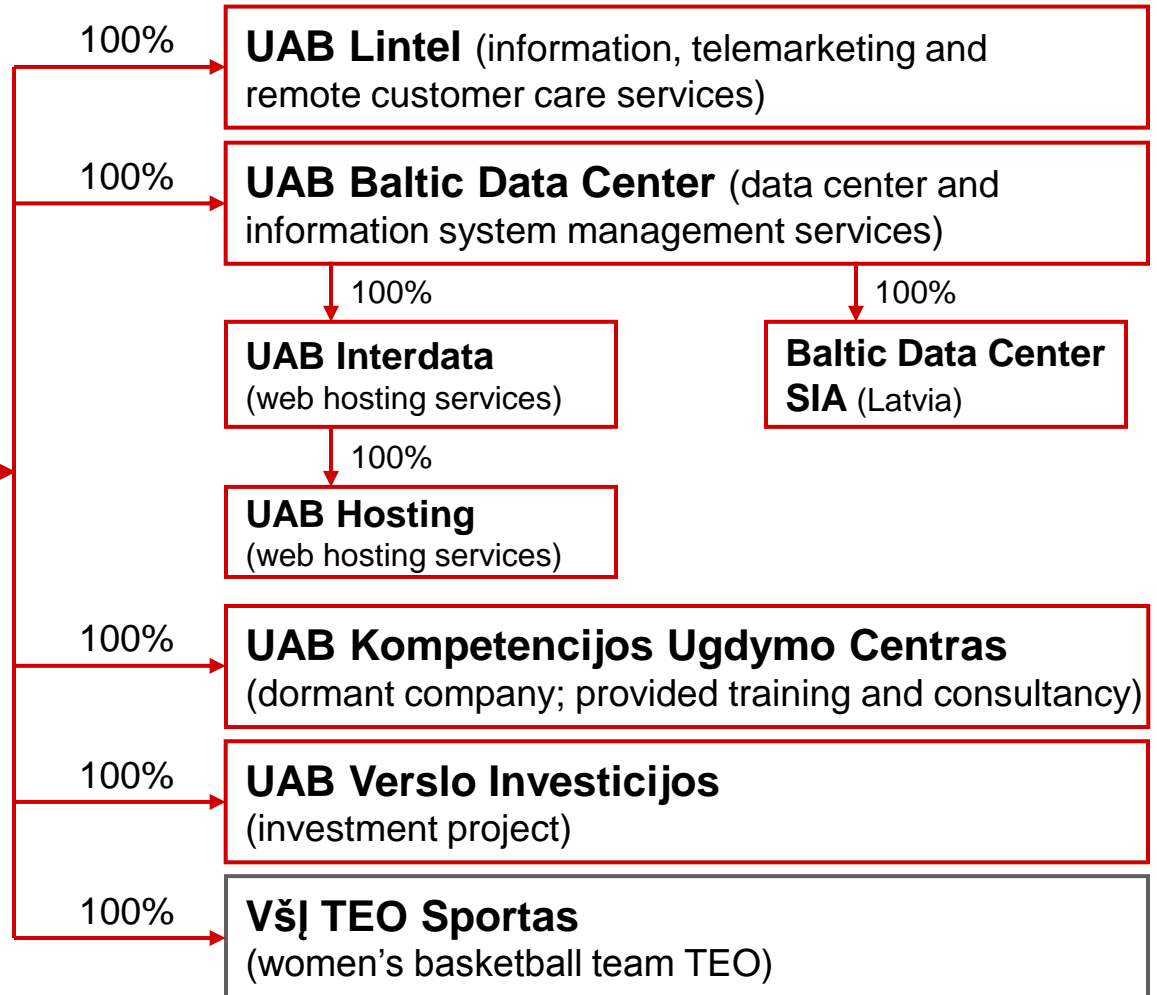 100%
UAB Lintel (information, telemarketing and
remote customer care services)
100%
UAB Baltic Data Center (data center and
information system management services)
100%
100%
UAB Interdata
(web hosting services)
Baltic Data Center
SIA (Latvia)
100%
UAB Hosting
(web hosting services)
100%
UAB Kompetencijos Ugdymo Centras
(dormant company; provided training and consultancy)
100%
UAB Verslo Investicijos
(investment project)
100%
VšĮ TEO Sportas
(women’s basketball team TEO)